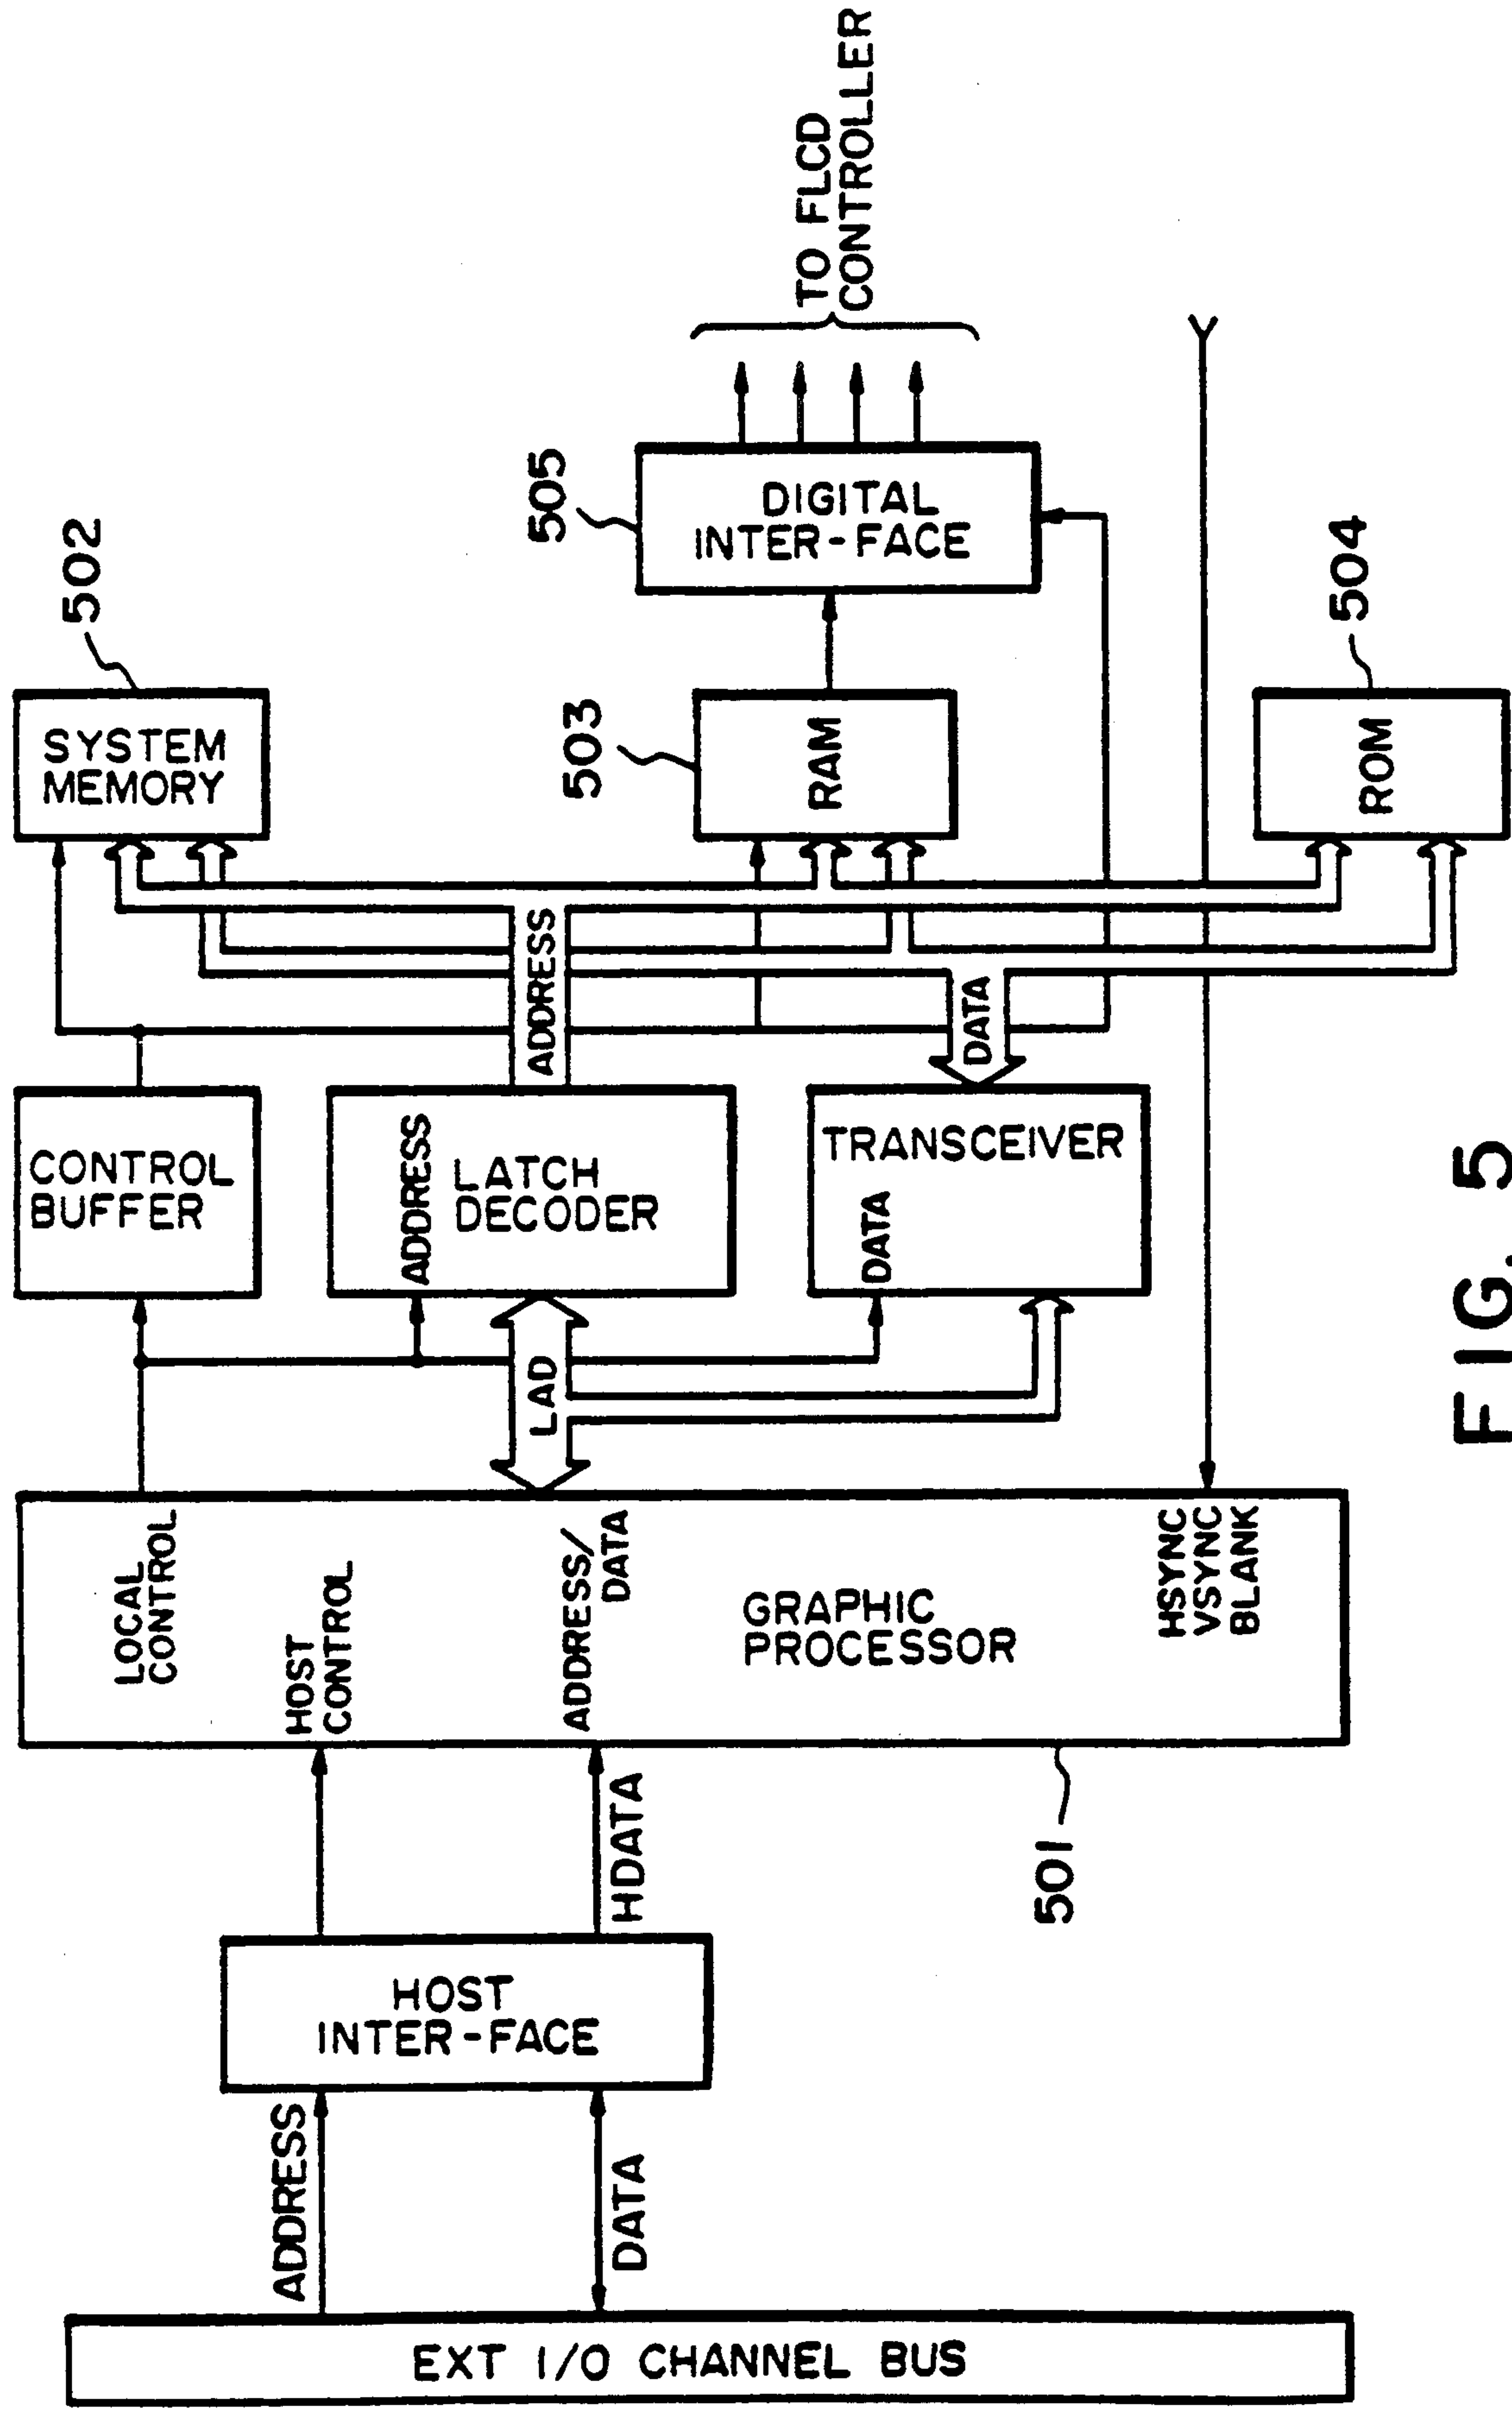 502
SYSTEM
MEMORY
505
DIGITAL
INTER-FACE
TO FLCD
CONTROLLER
503
RAM
504
ROM
ADDRESS
DATA
CONTROL
BUFFER
ADDRESS
LATCH
DECODER
TRANSCEIVER
DATA
LAD
LOCAL
CONTROL
HOST
CONTROL
ADDRESS/
DATA
GRAPHIC
PROCESSOR
HSYNC
VSYNC
BLANK
HDATA
501
HOST
INTER-FACE
ADDRESS
DATA
EXT I/O CHANNEL BUS
FIG. 5